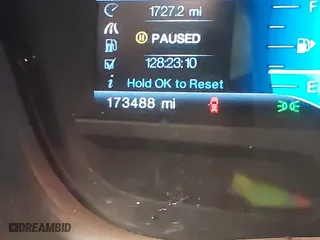 1727.2 mi
F
PAUSED
128:23:10
i Hold OK to Reset
E
173488 mi
DREAMBID